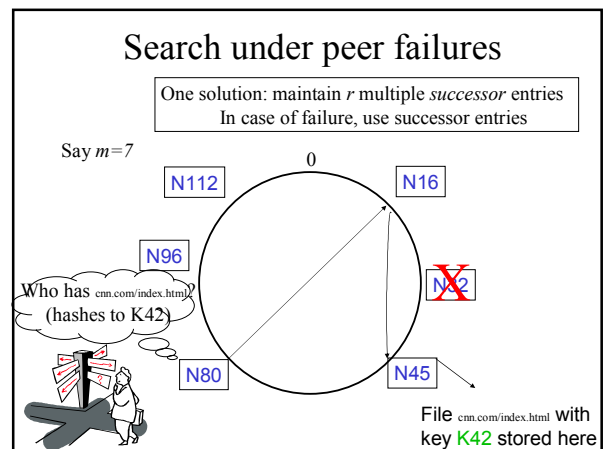 Search under peer failures
One solution: maintain r multiple successor entries
In case of failure, use successor entries
Say m=7
0
N112
N16
N96
N32
X
Who has cnn.com/index.html?
(hashes to K42)
N80
N45
?
File cnn.com/index.html with
key K42 stored here